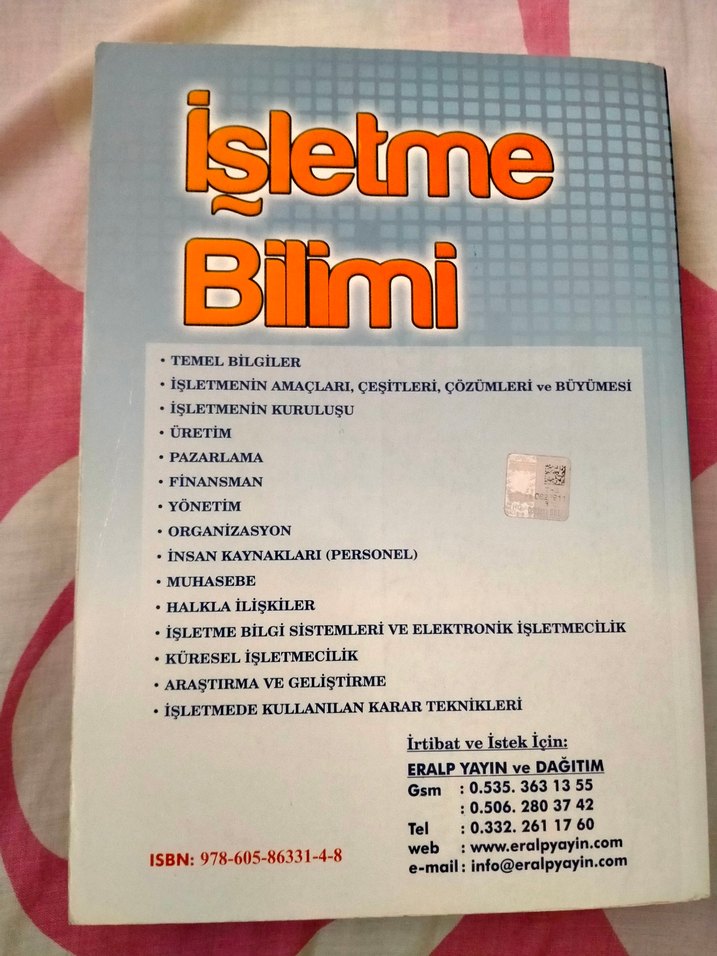 İşletme
Bilimi
• TEMEL BİLGİLER
• İŞLETMENİN AMAÇLARI, ÇEŞİTLERİ, ÇÖZÜMLERİ ve BÜYÜMESİ
• İŞLETMENİN KURULUŞU
• ÜRETİM
• PAZARLAMA
• FİNANSMAN
• YÖNETİM
• ORGANİZASYON
• İNSAN KAYNAKLARI (PERSONEL)
• MUHASEBE
• HALKLA İLİŞKİLER
• İŞLETME BİLGİ SİSTEMLERİ VE ELEKTRONİK İŞLETMECİLİK
• KÜRESEL İŞLETMECİLİK
• ARAŞTIRMA VE GELİŞTİRME
• İŞLETMEDE KULLANILAN KARAR TEKNİKLERİ
İrtibat ve İstek İçin:
ERALP YAYIN ve DAĞITIM
Gsm : 0.535. 363 13 55
: 0.506. 280 37 42
Tel : 0.332. 261 17 60
web : www.eralpyayin.com
e-mail : info@eralpyayin.com
ISBN: 978-605-86331-4-8